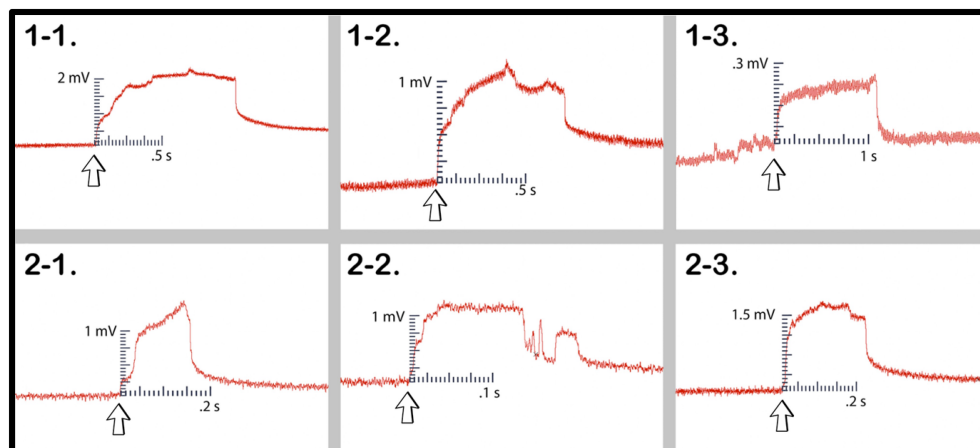 1-1.
2 mV
.5 s
1-2.
1 mV
.5 s
1-3.
.3 mV
1 s
2-1.
1 mV
.2 s
2-2.
1 mV
.1 s
2-3.
1.5 mV
.2 s